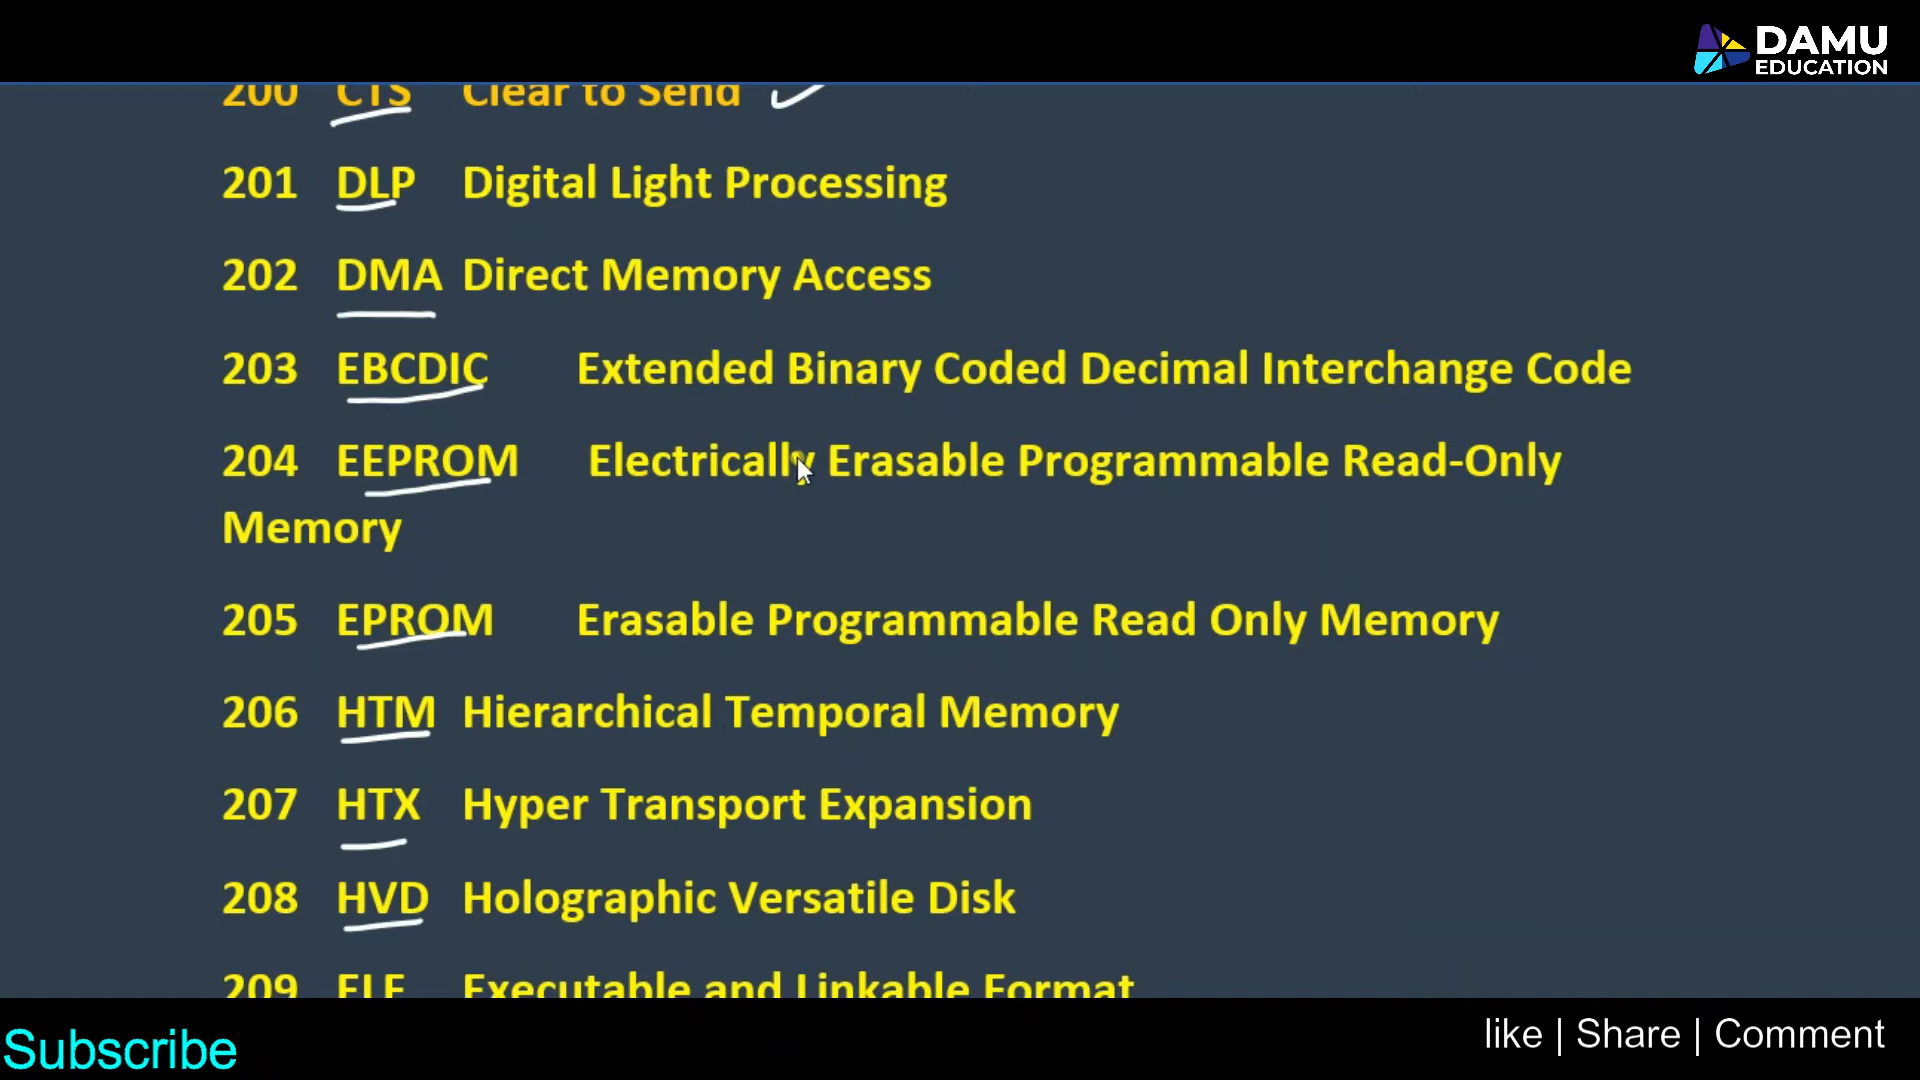 DAMU
EDUCATION
200 CTS Clear to Send
201 DLP Digital Light Processing
202 DMA Direct Memory Access
203 EBCDIC Extended Binary Coded Decimal Interchange Code
204 EEPROM Electrically Erasable Programmable Read-Only
Memory
205 EPROM Erasable Programmable Read Only Memory
206 HTM Hierarchical Temporal Memory
207 HTX Hyper Transport Expansion
208 HVD Holographic Versatile Disk
209 ELF Executable and Linkable Format
Subscribe
like | Share | Comment